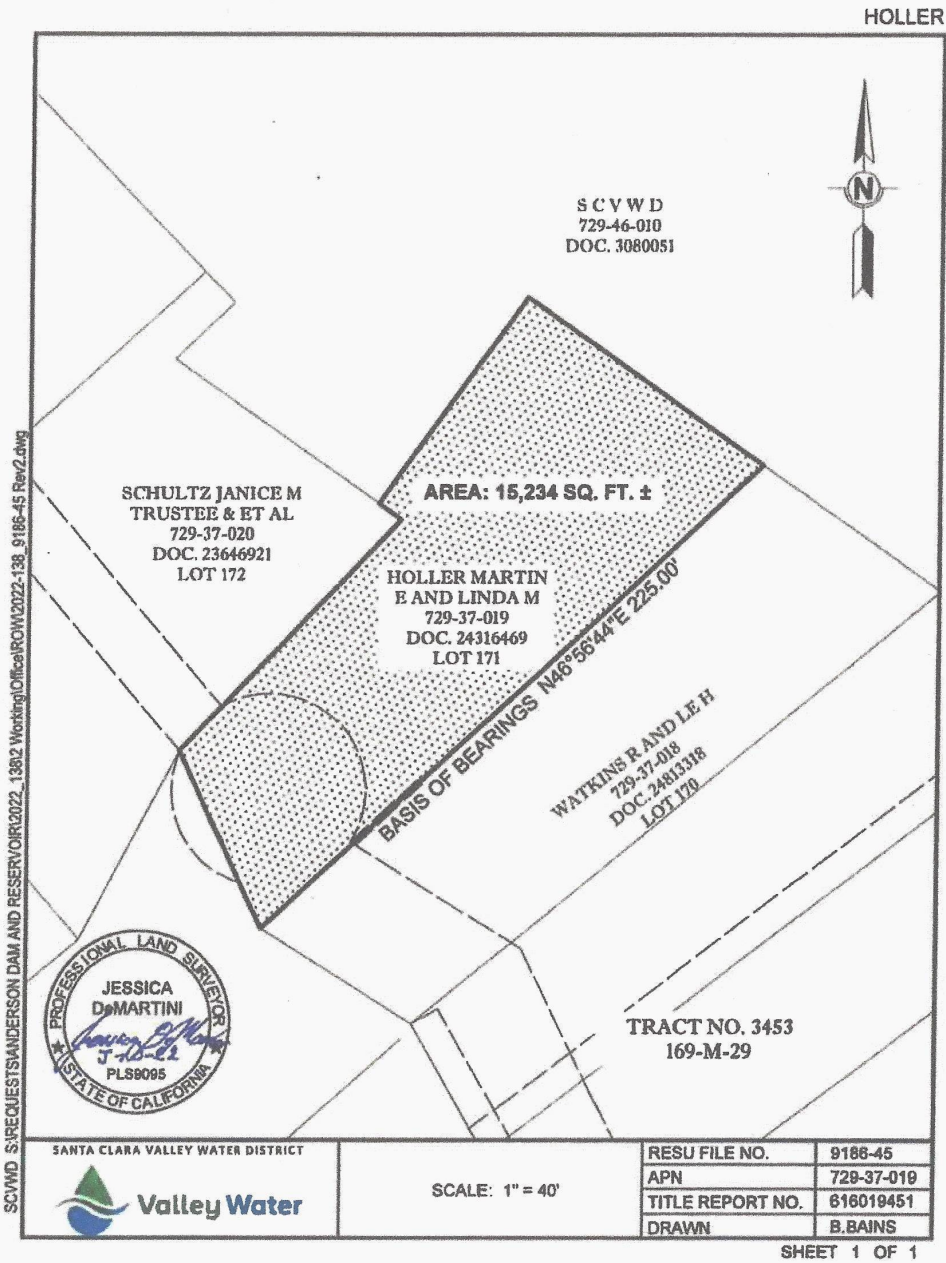 HOLLER
N
S C V W D
729-46-010
DOC. 3080051
AREA: 15,234 SQ. FT. ±
SCHULTZ JANICE M
TRUSTEE & ET AL
729-37-020
DOC. 23646921
LOT 172
HOLLER MARTIN
E AND LINDA M
729-37-019
DOC. 24316469
LOT 171
BASIS OF BEARINGS N46°56'44"E 225.00'
WATKINS R AND LE H
729-37-018
DOC. 24813318
LOT 170
TRACT NO. 3453
169-M-29
PROFESSIONAL LAND SURVEYOR
JESSICA
DeMARTINI
PLS9095
STATE OF CALIFORNIA
SCVWD S:\REQUESTS\ANDERSON DAM AND RESERVOIR\2022_138\2 Working\Office\ROW\2022-138_9186-45 Rev2.dwg
SANTA CLARA VALLEY WATER DISTRICT
Valley Water
SCALE: 1" = 40'
RESU FILE NO. 9186-45
APN 729-37-019
TITLE REPORT NO. 616019451
DRAWN B.BAINS
SHEET 1 OF 1